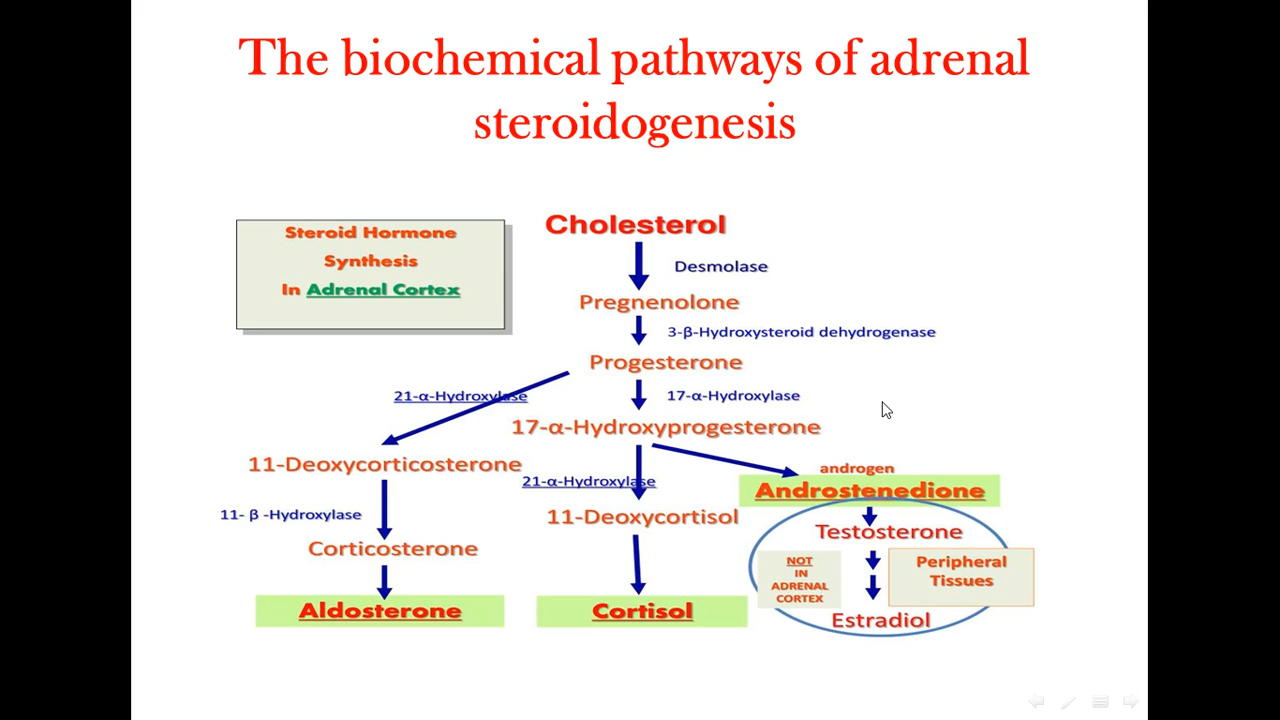 The biochemical pathways of adrenal
steroidogenesis
Steroid Hormone
Synthesis
In Adrenal Cortex
Cholesterol
Desmolase
Pregnenolone
3-β-Hydroxysteroid dehydrogenase
Progesterone
21-α-Hydroxylase
17-α-Hydroxylase
17-α-Hydroxyprogesterone
11-Deoxycorticosterone
21-α-Hydroxylase
androgen
Androstenedione
11- β -Hydroxylase
11-Deoxycortisol
Testosterone
Corticosterone
NOT
IN
ADRENAL
CORTEX
Peripheral
Tissues
Aldosterone
Cortisol
Estradiol